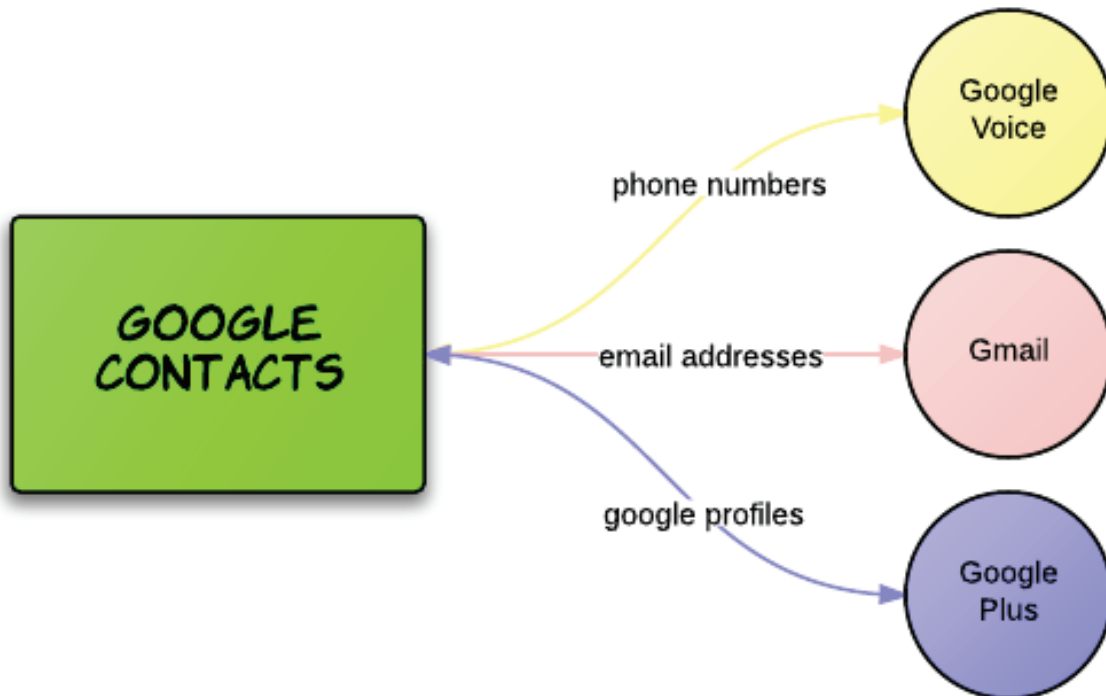 GOOGLE
CONTACTS
phone numbers
email addresses
google profiles
Google
Voice
Gmail
Google
Plus